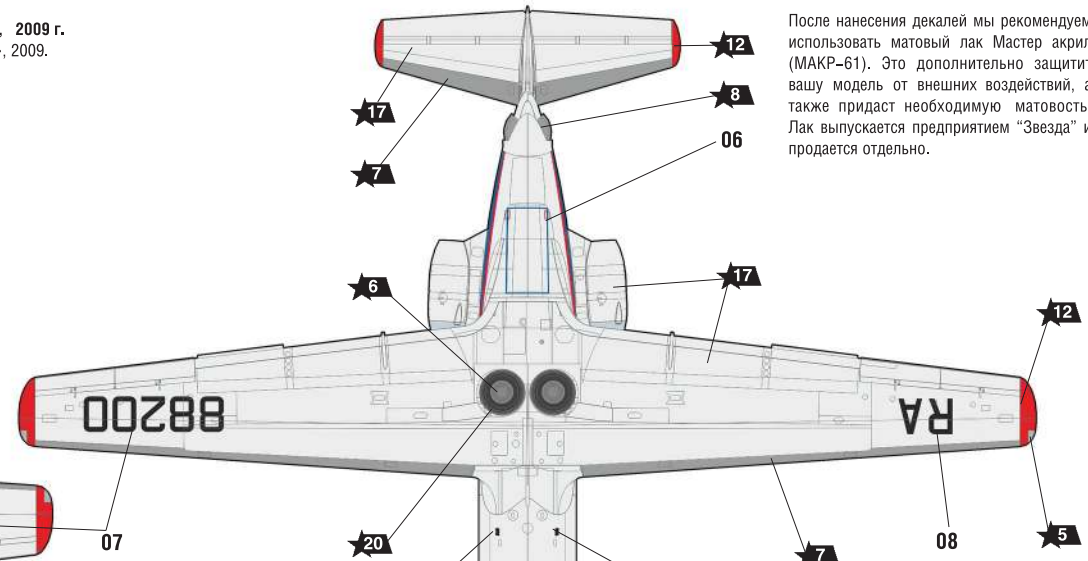 , 2009 г.
, 2009.
После нанесения декалей мы рекомендуем
использовать матовый лак Мастер акрил
(МАКР-61). Это дополнительно защитит
вашу модель от внешних воздействий, а
также придаст необходимую матовость.
Лак выпускается предприятием “Звезда” и
продается отдельно.
12
17
8
06
7
17
6
12
88200
RA
07
20
7
08
5